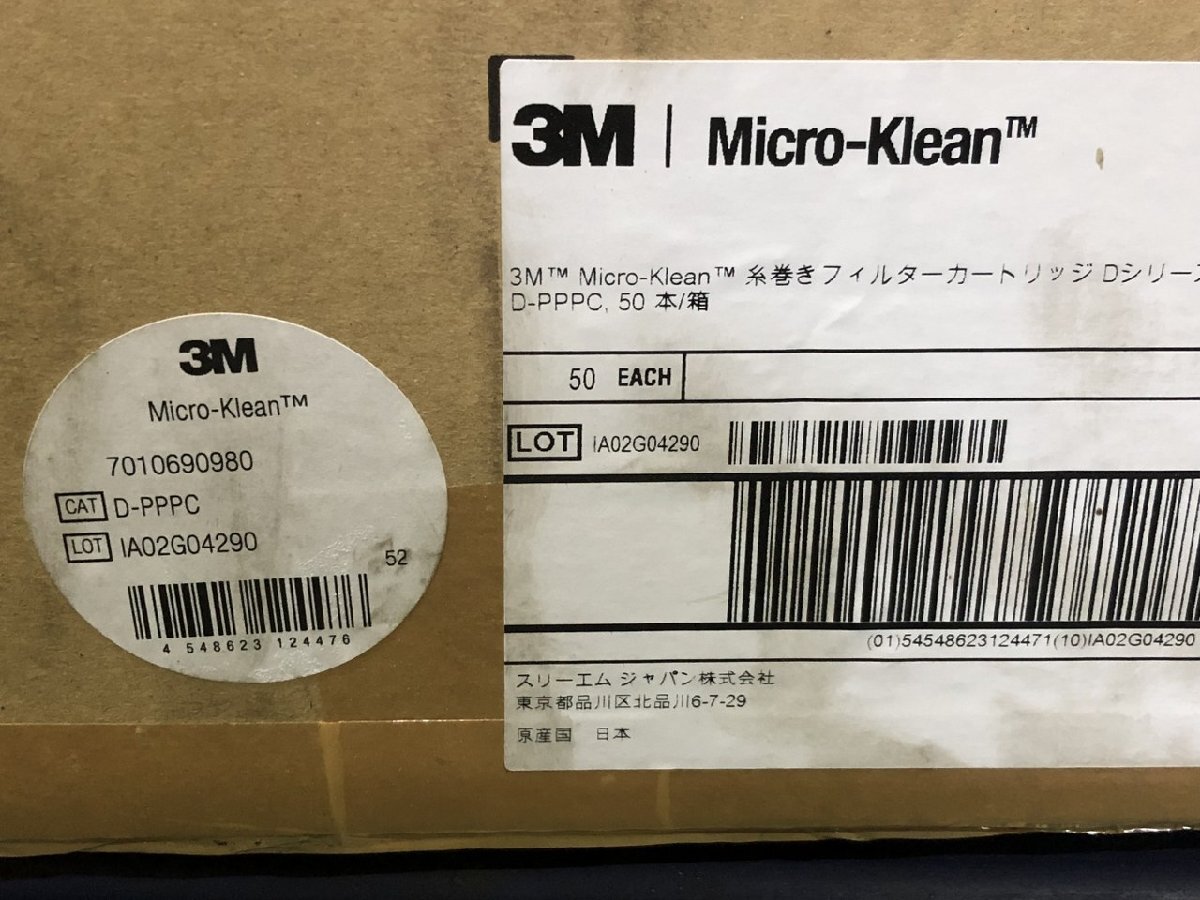 3M
Micro-Klean™
7010690980
CAT D-PPPC
LOT IA02G04290
52
4 548623 124476
3M | Micro-Klean™
3M™ Micro-Klean™ 糸巻きフィルターカートリッジ Dシリーズ
D-PPPC, 50 本/箱
50 EACH
LOT IA02G04290
(01)54548623124471(10)IA02G04290
スリーエム ジャパン株式会社
東京都品川区北品川6-7-29
原産国 日本